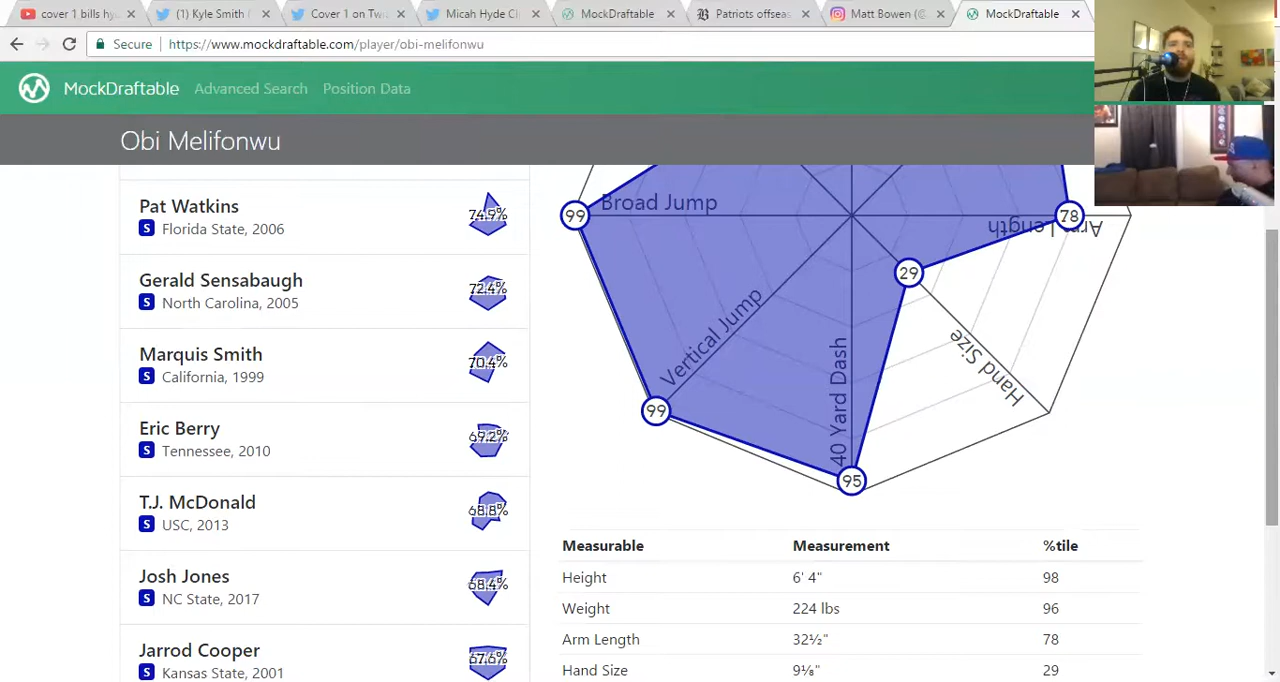 cover 1 bills hy
(1) Kyle Smith (
Cover 1 on Twi
Micah Hyde Cli
MockDraftable
Patriots offseas
Matt Bowen (@
MockDraftable
Secure
https://www.mockdraftable.com/player/obi-melifonwu
MockDraftable
Advanced Search
Position Data
Obi Melifonwu
Pat Watkins
S Florida State, 2006
74.9%
Gerald Sensabaugh
S North Carolina, 2005
72.4%
Marquis Smith
S California, 1999
70.4%
Eric Berry
S Tennessee, 2010
69.2%
T.J. McDonald
S USC, 2013
68.8%
Josh Jones
S NC State, 2017
68.4%
Jarrod Cooper
S Kansas State, 2001
67.6%
99
Broad Jump
78
Arm Length
29
Hand Size
Vertical Jump
99
40 Yard Dash
95
Measurable Measurement %tile
Height 6' 4" 98
Weight 224 lbs 96
Arm Length 32½" 78
Hand Size 9⅛" 29